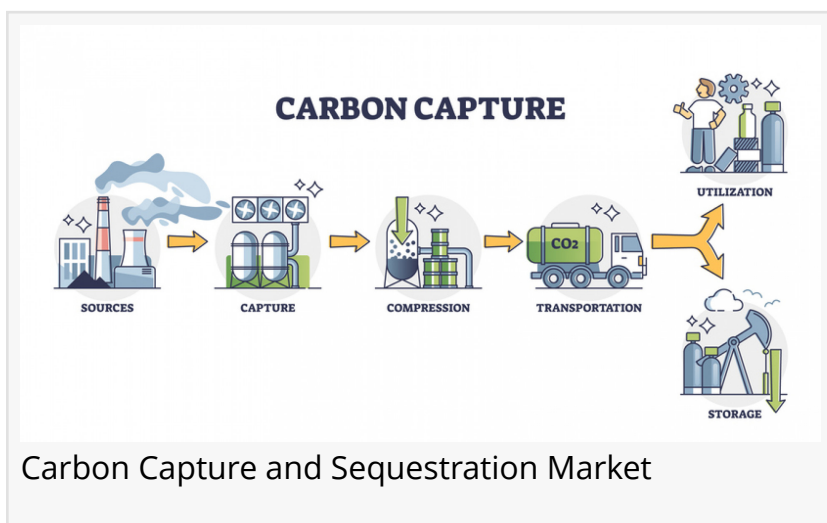 CARBON CAPTURE
UTILIZATION
CO2
SOURCES
CAPTURE
COMPRESSION
TRANSPORTATION
STORAGE
Carbon Capture and Sequestration Market